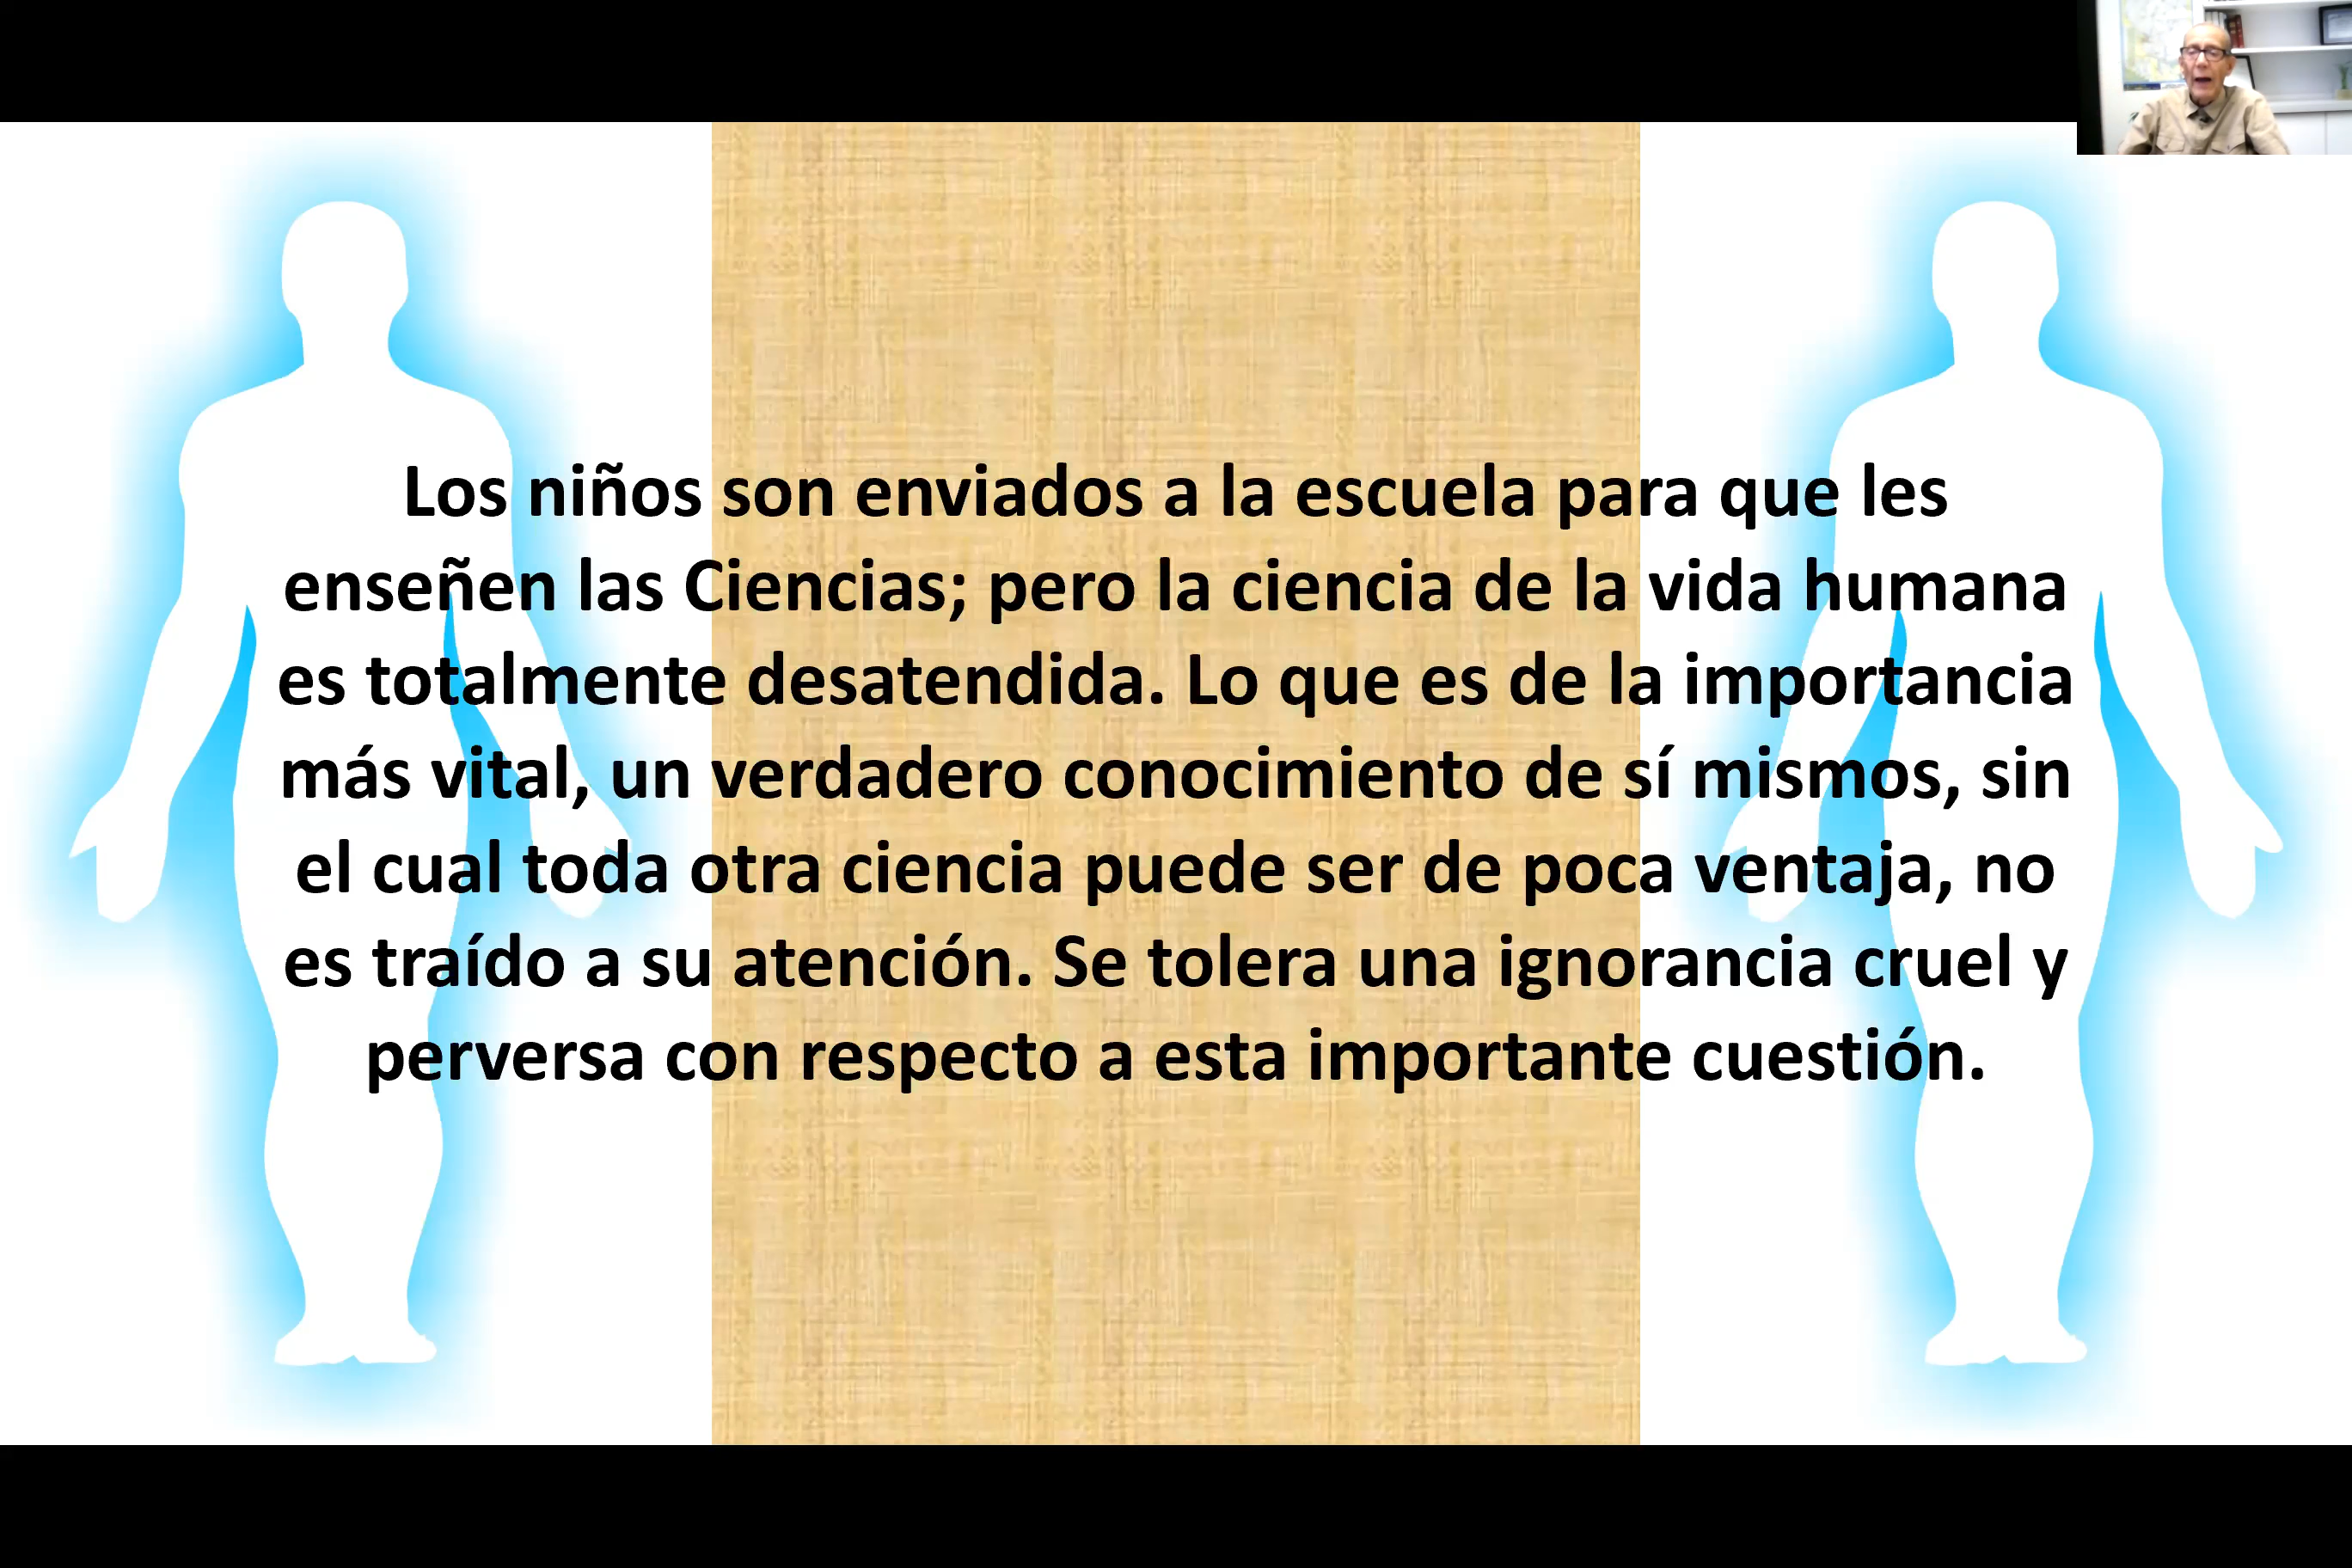 Los niños son enviados a la escuela para que les
enseñen las Ciencias; pero la ciencia de la vida humana
es totalmente desatendida. Lo que es de la importancia
más vital, un verdadero conocimiento de sí mismos, sin
el cual toda otra ciencia puede ser de poca ventaja, no
es traído a su atención. Se tolera una ignorancia cruel y
perversa con respecto a esta importante cuestión.